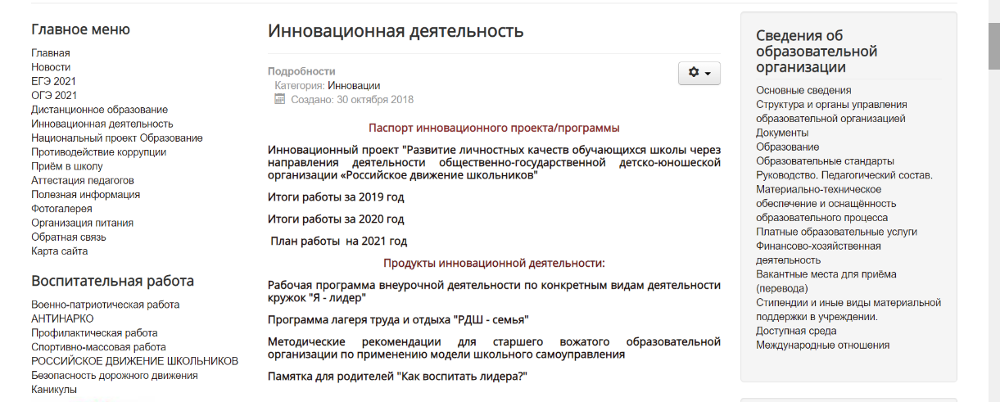 Главное меню
Главная
Новости
ЕГЭ 2021
ОГЭ 2021
Дистанционное образование
Инновационная деятельность
Национальный проект Образование
Противодействие коррупции
Приём в школу
Аттестация педагогов
Полезная информация
Фотогалерея
Организация питания
Обратная связь
Карта сайта
Воспитательная работа
Военно-патриотическая работа
АНТИНАРКО
Профилактическая работа
Спортивно-массовая работа
РОССИЙСКОЕ ДВИЖЕНИЕ ШКОЛЬНИКОВ
Безопасность дорожного движения
Каникулы
Инновационная деятельность
Подробности
Категория: Инновации
Создано: 30 октября 2018
Паспорт инновационного проекта/программы
Инновационный проект "Развитие личностных качеств обучающихся школы через
направления деятельности общественно-государственной детско-юношеской
организации «Российское движение школьников"
Итоги работы за 2019 год
Итоги работы за 2020 год
План работы на 2021 год
Продукты инновационной деятельности:
Рабочая программа внеурочной деятельности по конкретным видам деятельности
кружок "Я - лидер"
Программа лагеря труда и отдыха "РДШ - семья"
Методические рекомендации для старшего вожатого образовательной
организации по применению модели школьного самоуправления
Памятка для родителей "Как воспитать лидера?"
Сведения об
образовательной
организации
Основные сведения
Структура и органы управления
образовательной организацией
Документы
Образование
Образовательные стандарты
Руководство. Педагогический состав.
Материально-техническое
обеспечение и оснащённость
образовательного процесса
Платные образовательные услуги
Финансово-хозяйственная
деятельность
Вакантные места для приёма
(перевода)
Стипендии и иные виды материальной
поддержки в учреждении.
Доступная среда
Международные отношения